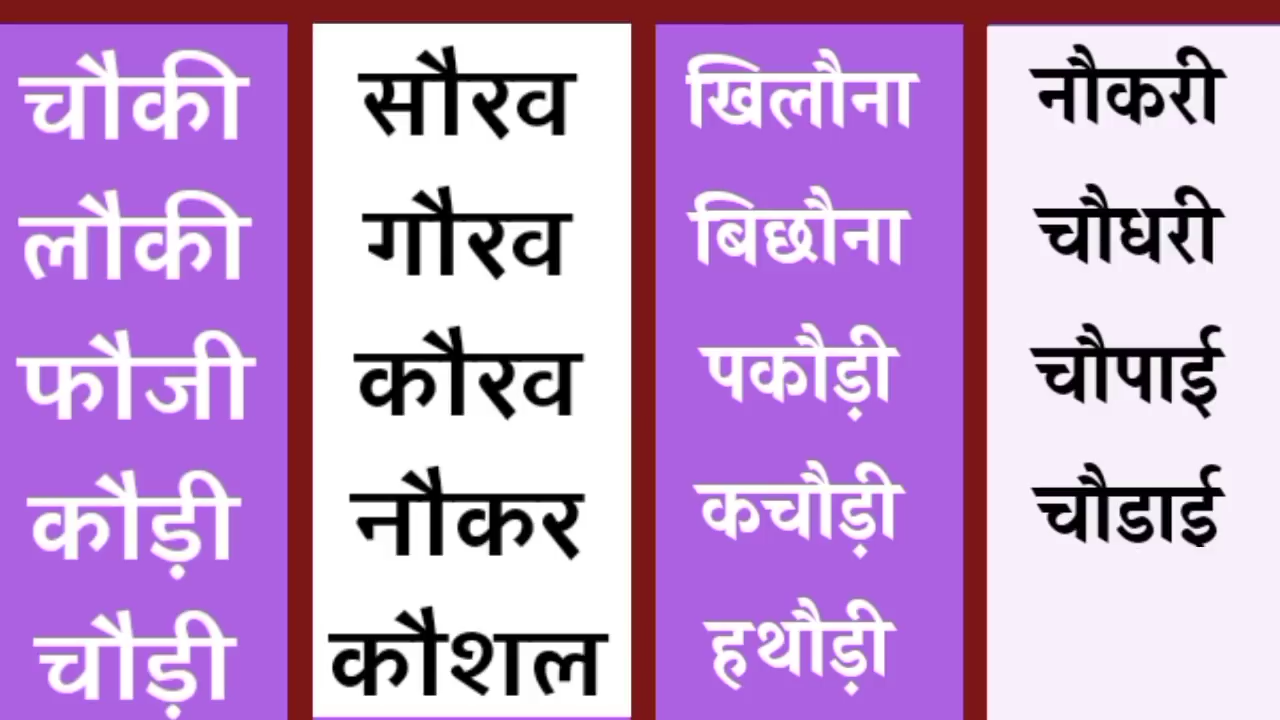 चौकी सौरव खिलौना नौकरी
लौकी गौरव बिछौना चौधरी
फौजी कौरव पकौड़ी चौपाई
कौड़ी नौकर कचौड़ी चौडाई
चौड़ी कौशल हथौड़ी